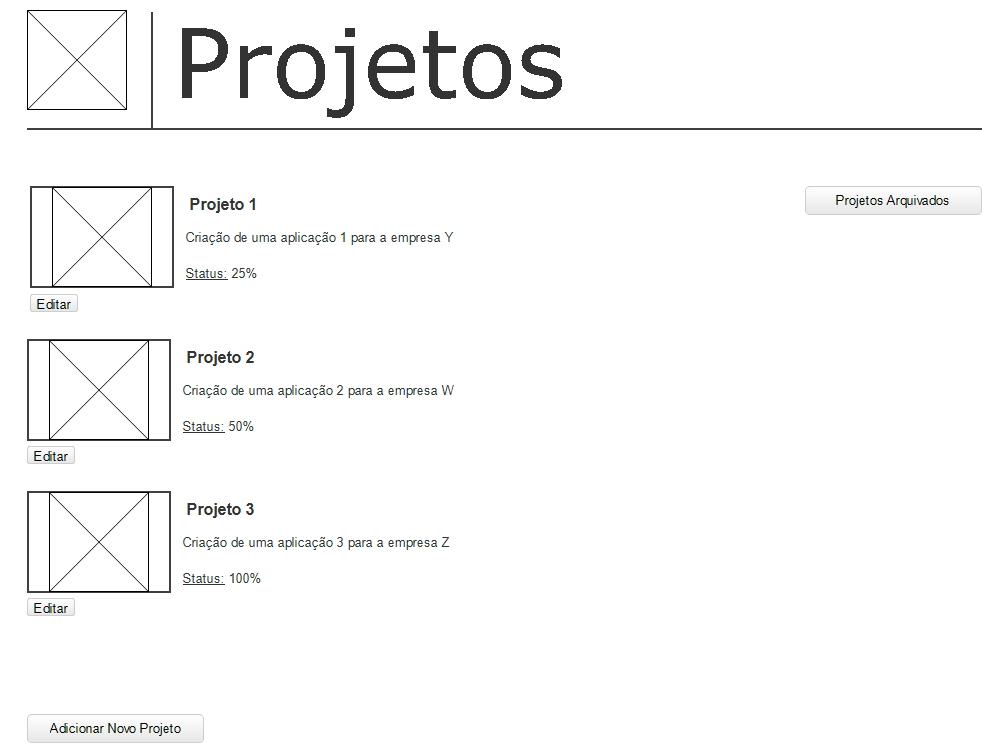 Projetos
Projeto 1
Projetos Arquivados
Criação de uma aplicação 1 para a empresa Y
Status: 25%
Editar
Projeto 2
Criação de uma aplicação 2 para a empresa W
Status: 50%
Editar
Projeto 3
Criação de uma aplicação 3 para a empresa Z
Status: 100%
Editar
Adicionar Novo Projeto